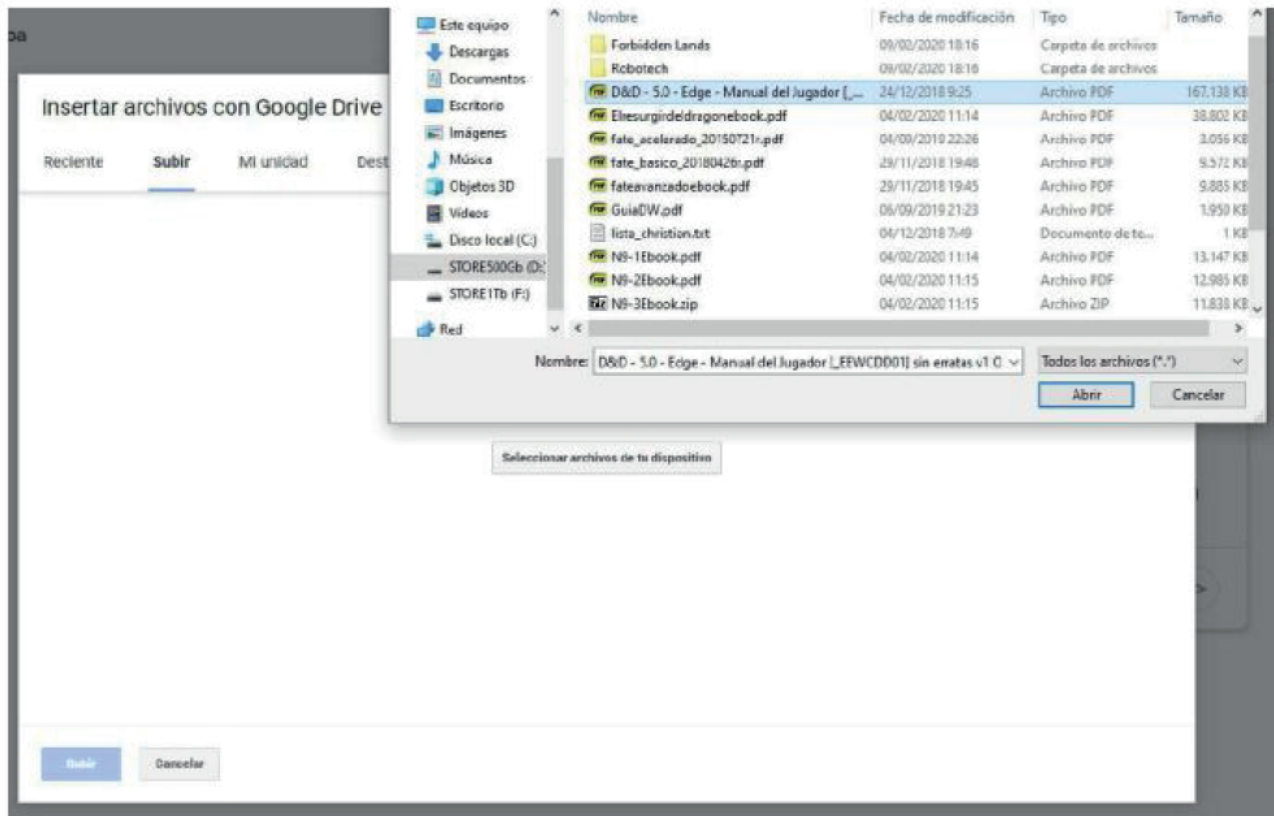 Insertar archivos con Google Drive
Reciente Subir Mi unidad Dest
Este equipo
Descargas
Documentos
Escritorio
Imágenes
Música
Objetos 3D
Vídeos
Disco local (C:)
STORE500Gb (D:)
STORE1Tb (F:)
Red
Nombre Fecha de modificación Tipo Tamaño
Forbidden Lands 09/02/2020 18:16 Carpeta de archivos
Robotech 09/02/2020 18:16 Carpeta de archivos
D&D - 5.0 - Edge - Manual del Jugador [_... 24/12/2018 9:25 Archivo PDF 167.138 KB
Elresurgirdeldragonebook.pdf 04/02/2020 11:14 Archivo PDF 38.802 KB
fate_acelerado_20150721r.pdf 04/09/2019 22:26 Archivo PDF 3.056 KB
fate_basico_20180426r.pdf 29/11/2018 19:48 Archivo PDF 9.572 KB
fateavanzadoebook.pdf 29/11/2018 19:45 Archivo PDF 9.885 KB
GuiaDW.pdf 06/09/2019 21:23 Archivo PDF 1.950 KB
lista_christian.txt 04/12/2018 7:49 Documento de te... 1 KB
N9-1Ebook.pdf 04/02/2020 11:14 Archivo PDF 13.147 KB
N9-2Ebook.pdf 04/02/2020 11:15 Archivo PDF 12.985 KB
N9-3Ebook.zip 04/02/2020 11:15 Archivo ZIP 11.838 KB
Nombre: D&D - 5.0 - Edge - Manual del Jugador [_EEWCDD01] sin erratas v1 0 Todos los archivos (*.*)
Abrir Cancelar
Seleccionar archivos de tu dispositivo
Subir Cancelar